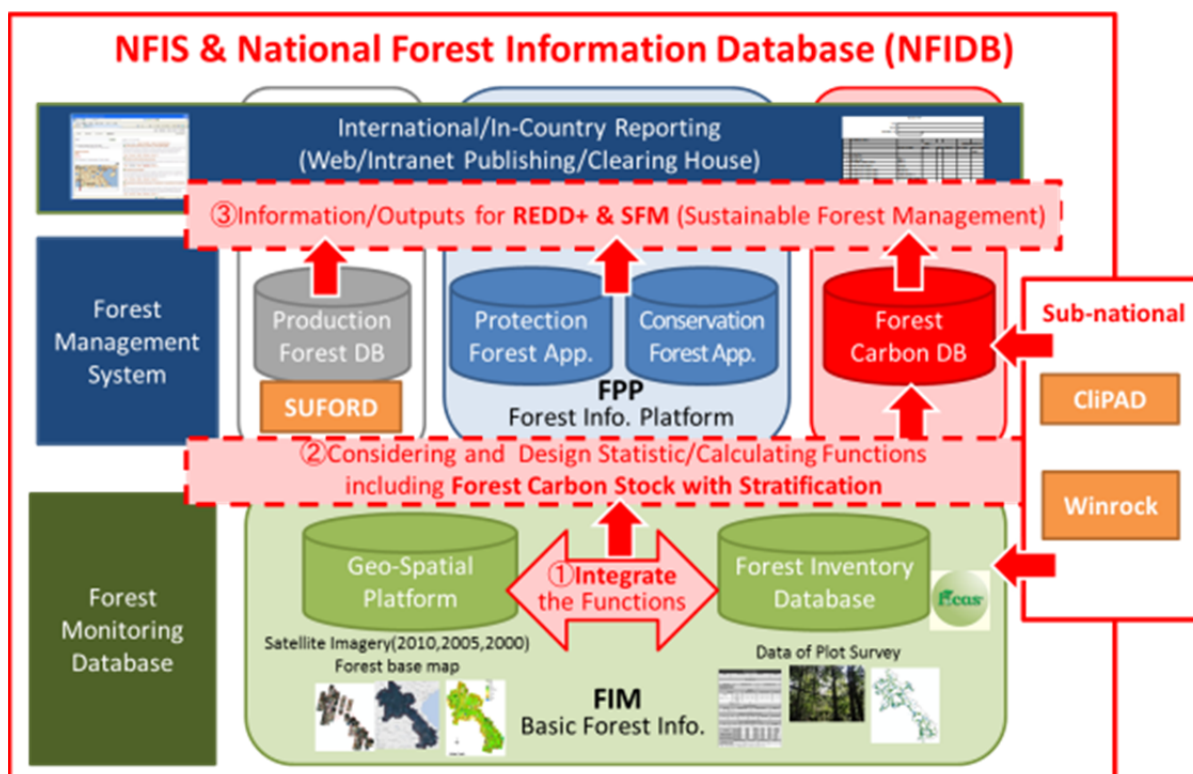 NFIS & National Forest Information Database (NFIDB)
International/In-Country Reporting
(Web/Intranet Publishing/Clearing House)
③Information/Outputs for REDD+ & SFM (Sustainable Forest Management)
Forest
Management
System
Production
Forest DB
SUFORD
Protection
Forest App.
Conservation
Forest App.
FPP
Forest Info. Platform
Forest
Carbon DB
Sub-national
CliPAD
Winrock
②Considering and Design Statistic/Calculating Functions
including Forest Carbon Stock with Stratification
Forest
Monitoring
Database
Geo-Spatial
Platform
①Integrate
the Functions
Forest Inventory
Database
Satellite Imagery(2010,2005,2000)
Forest base map
Data of Plot Survey
FIM
Basic Forest Info.